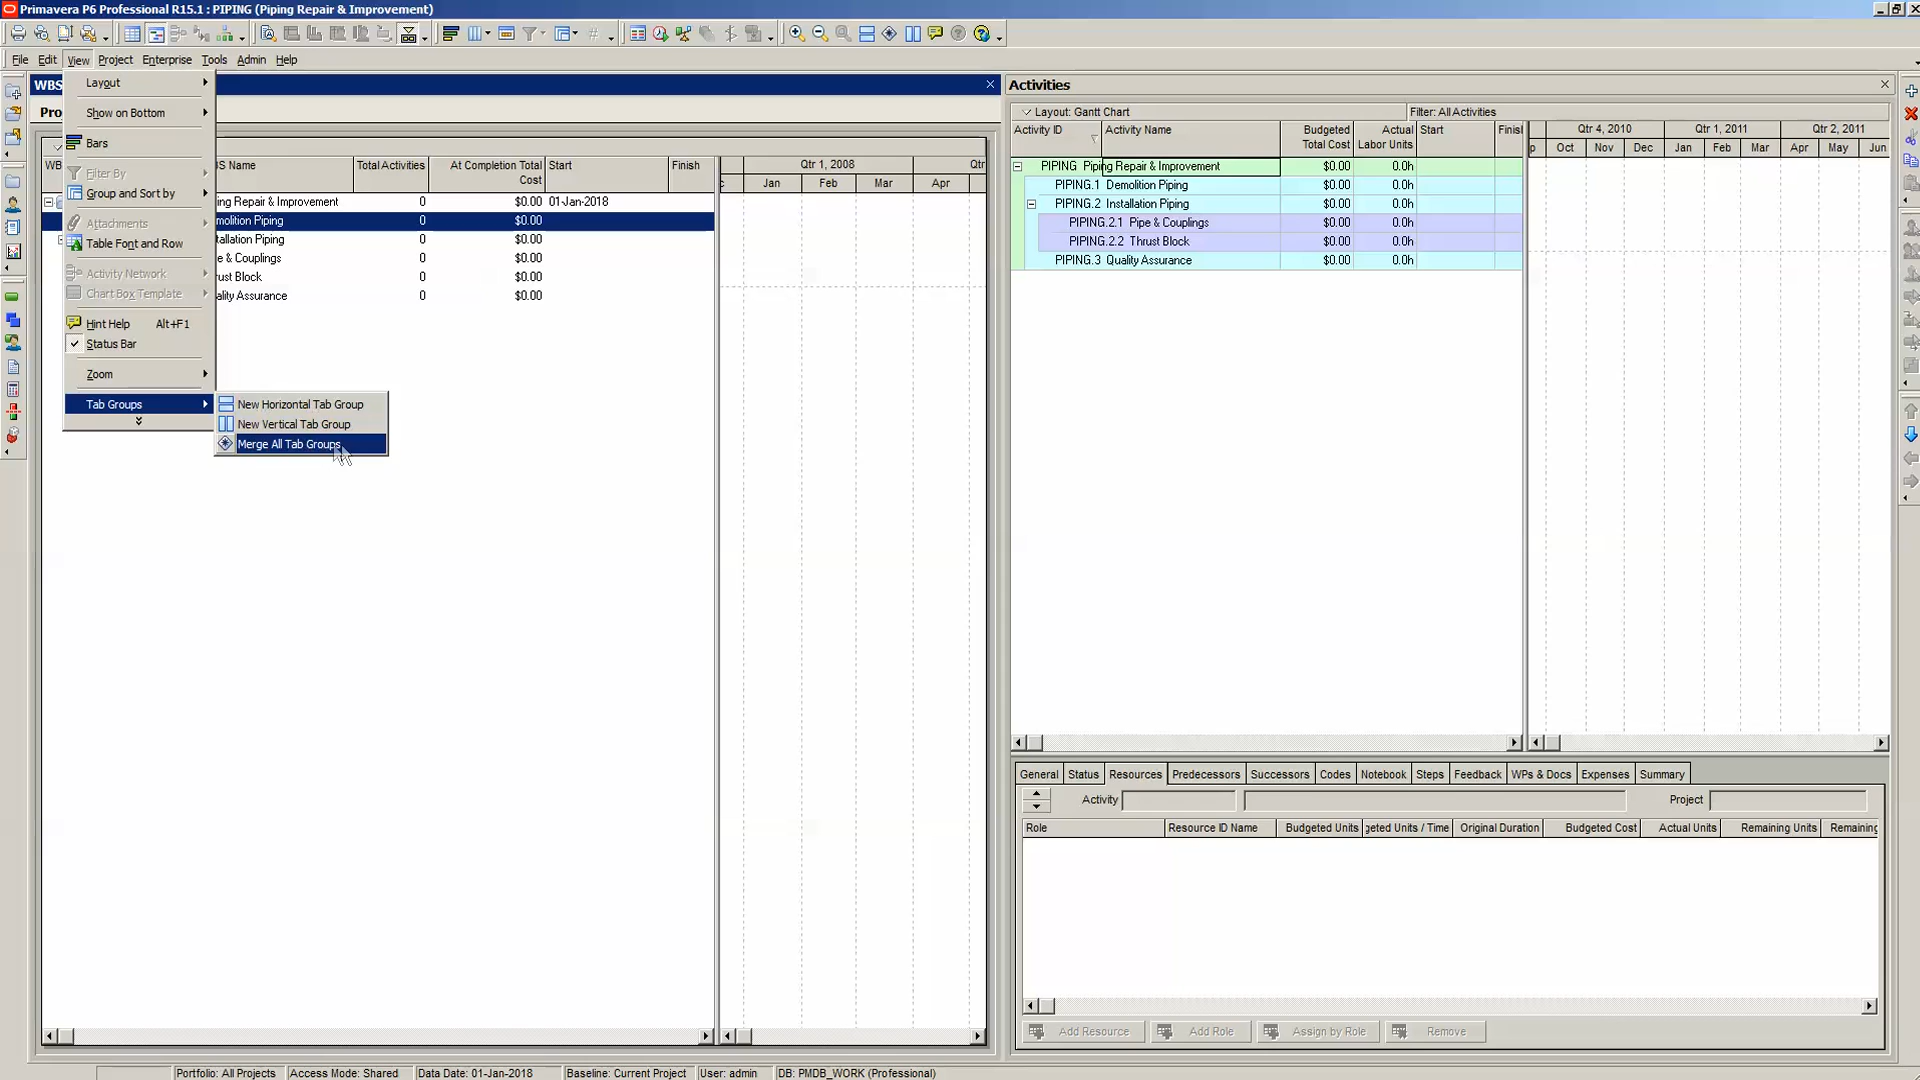 Primavera P6 Professional R15.1 : PIPING (Piping Repair & Improvement)
File Edit View Project Enterprise Tools Admin Help
WBS
Activities
Layout
Show on Bottom
Bars
Filter By
Group and Sort by
Attachments
Table Font and Row
Activity Network
Chart Box Template
Hint Help Alt+F1
Status Bar
Zoom
Tab Groups
New Horizontal Tab Group
New Vertical Tab Group
Merge All Tab Groups
Total Activities At Completion Total Cost Start Finish
Qtr 1, 2008 Qtr
Jan Feb Mar Apr
ing Repair & Improvement 0 $0.00 01-Jan-2018
molition Piping 0 $0.00
tallation Piping 0 $0.00
e & Couplings 0 $0.00
rust Block 0 $0.00
ality Assurance 0 $0.00
Layout: Gantt Chart Filter: All Activities
Activity ID Activity Name Budgeted Total Cost Actual Labor Units Start Finish
Qtr 4, 2010 Qtr 1, 2011 Qtr 2, 2011
Oct Nov Dec Jan Feb Mar Apr May Jun
PIPING Piping Repair & Improvement $0.00 0.0h
PIPING.1 Demolition Piping $0.00 0.0h
PIPING.2 Installation Piping $0.00 0.0h
PIPING.2.1 Pipe & Couplings $0.00 0.0h
PIPING.2.2 Thrust Block $0.00 0.0h
PIPING.3 Quality Assurance $0.00 0.0h
General Status Resources Predecessors Successors Codes Notebook Steps Feedback WPs & Docs Expenses Summary
Activity Project
Role Resource ID Name Budgeted Units geted Units / Time Original Duration Budgeted Cost Actual Units Remaining Units Remaining
Add Resource Add Role Assign by Role Remove
Portfolio: All Projects Access Mode: Shared Data Date: 01-Jan-2018 Baseline: Current Project User: admin DB: PMDB_WORK (Professional)